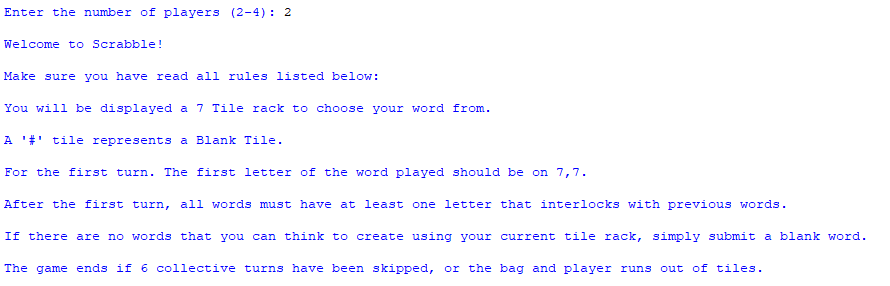 Enter the number of players (2-4): 2
Welcome to Scrabble!
Make sure you have read all rules listed below:
You will be displayed a 7 Tile rack to choose your word from.
A '#' tile represents a Blank Tile.
For the first turn. The first letter of the word played should be on 7,7.
After the first turn, all words must have at least one letter that interlocks with previous words.
If there are no words that you can think to create using your current tile rack, simply submit a blank word.
The game ends if 6 collective turns have been skipped, or the bag and player runs out of tiles.